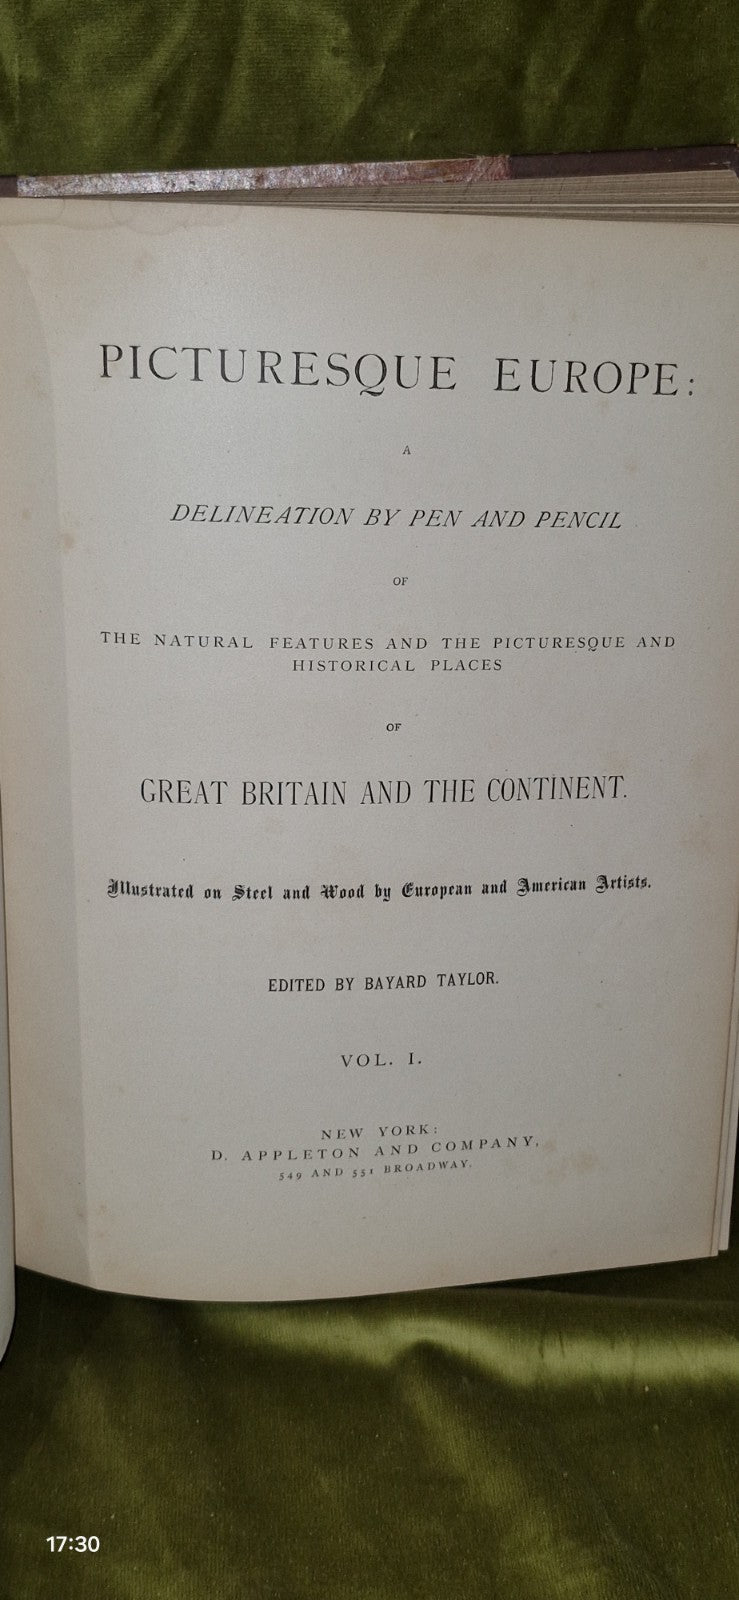 PICTURESQUE EUROPE:
A
DELINEATION BY PEN AND PENCIL
OF
THE NATURAL FEATURES AND THE PICTURESQUE AND
HISTORICAL PLACES
OF
GREAT BRITAIN AND THE CONTINENT.
Illustrated on Steel and Wood by European and American Artists.
EDITED BY BAYARD TAYLOR.
VOL. I.
NEW YORK:
D. APPLETON AND COMPANY,
549 AND 551 BROADWAY.
17:30